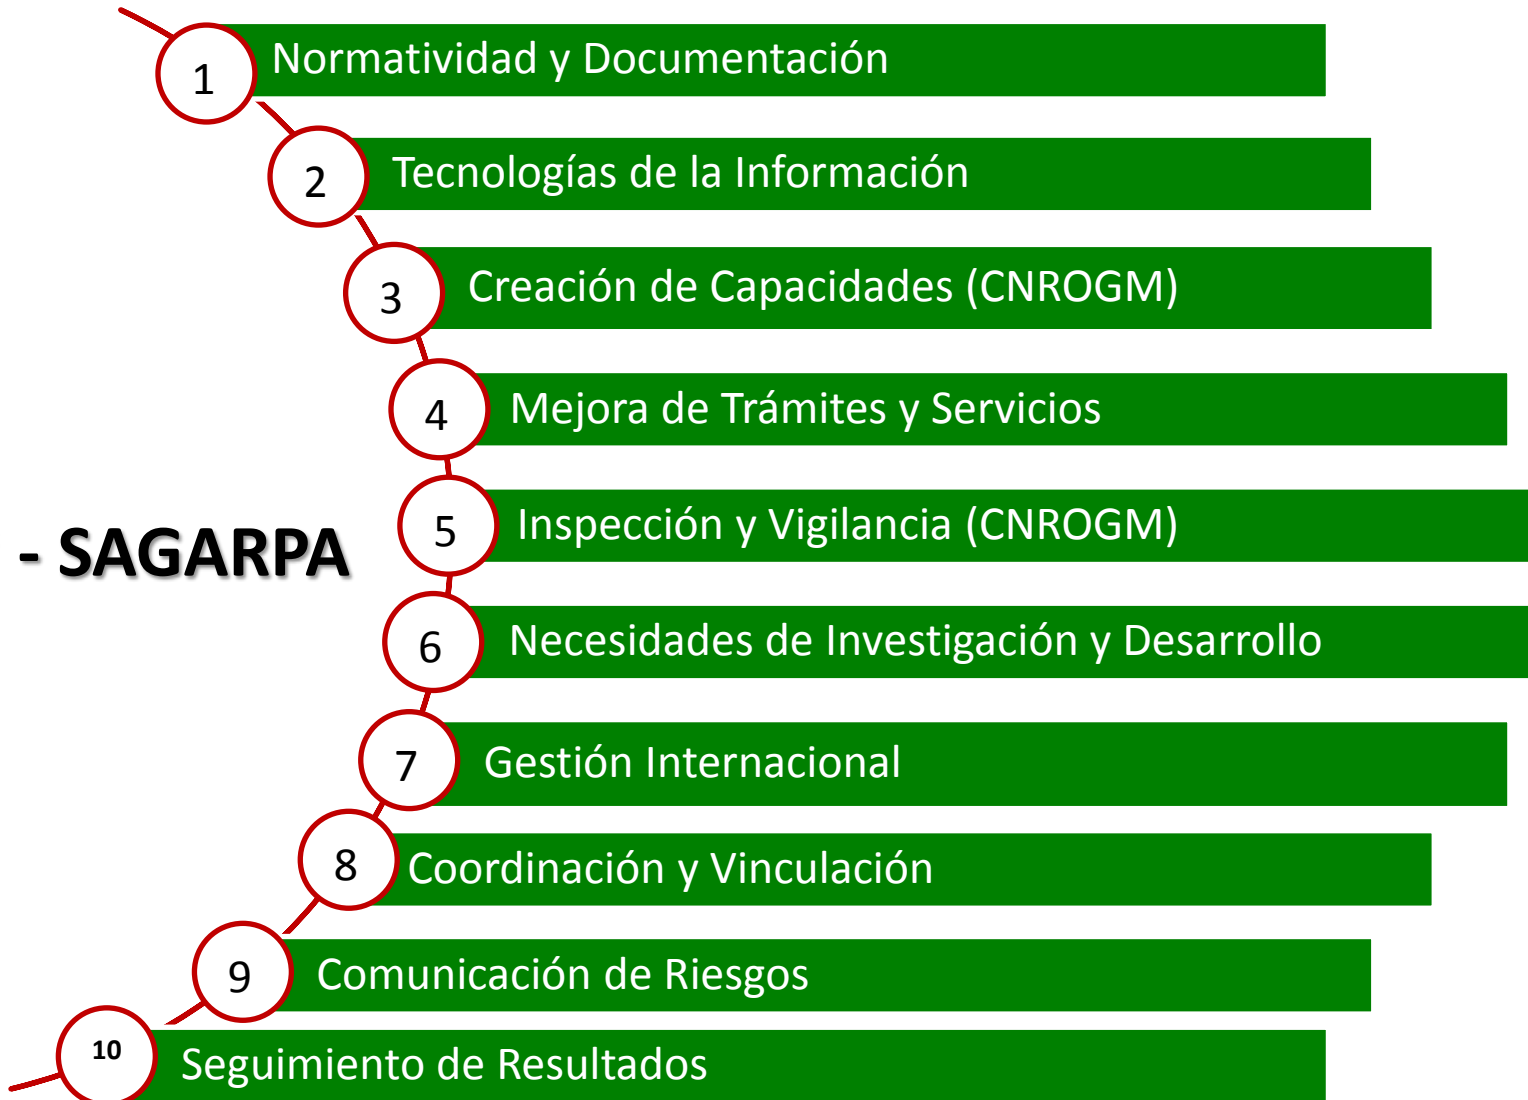 1
Normatividad y Documentación
2
Tecnologías de la Información
3
Creación de Capacidades (CNROGM)
4
Mejora de Trámites y Servicios
- SAGARPA
5
Inspección y Vigilancia (CNROGM)
6
Necesidades de Investigación y Desarrollo
7
Gestión Internacional
8
Coordinación y Vinculación
9
Comunicación de Riesgos
10
Seguimiento de Resultados